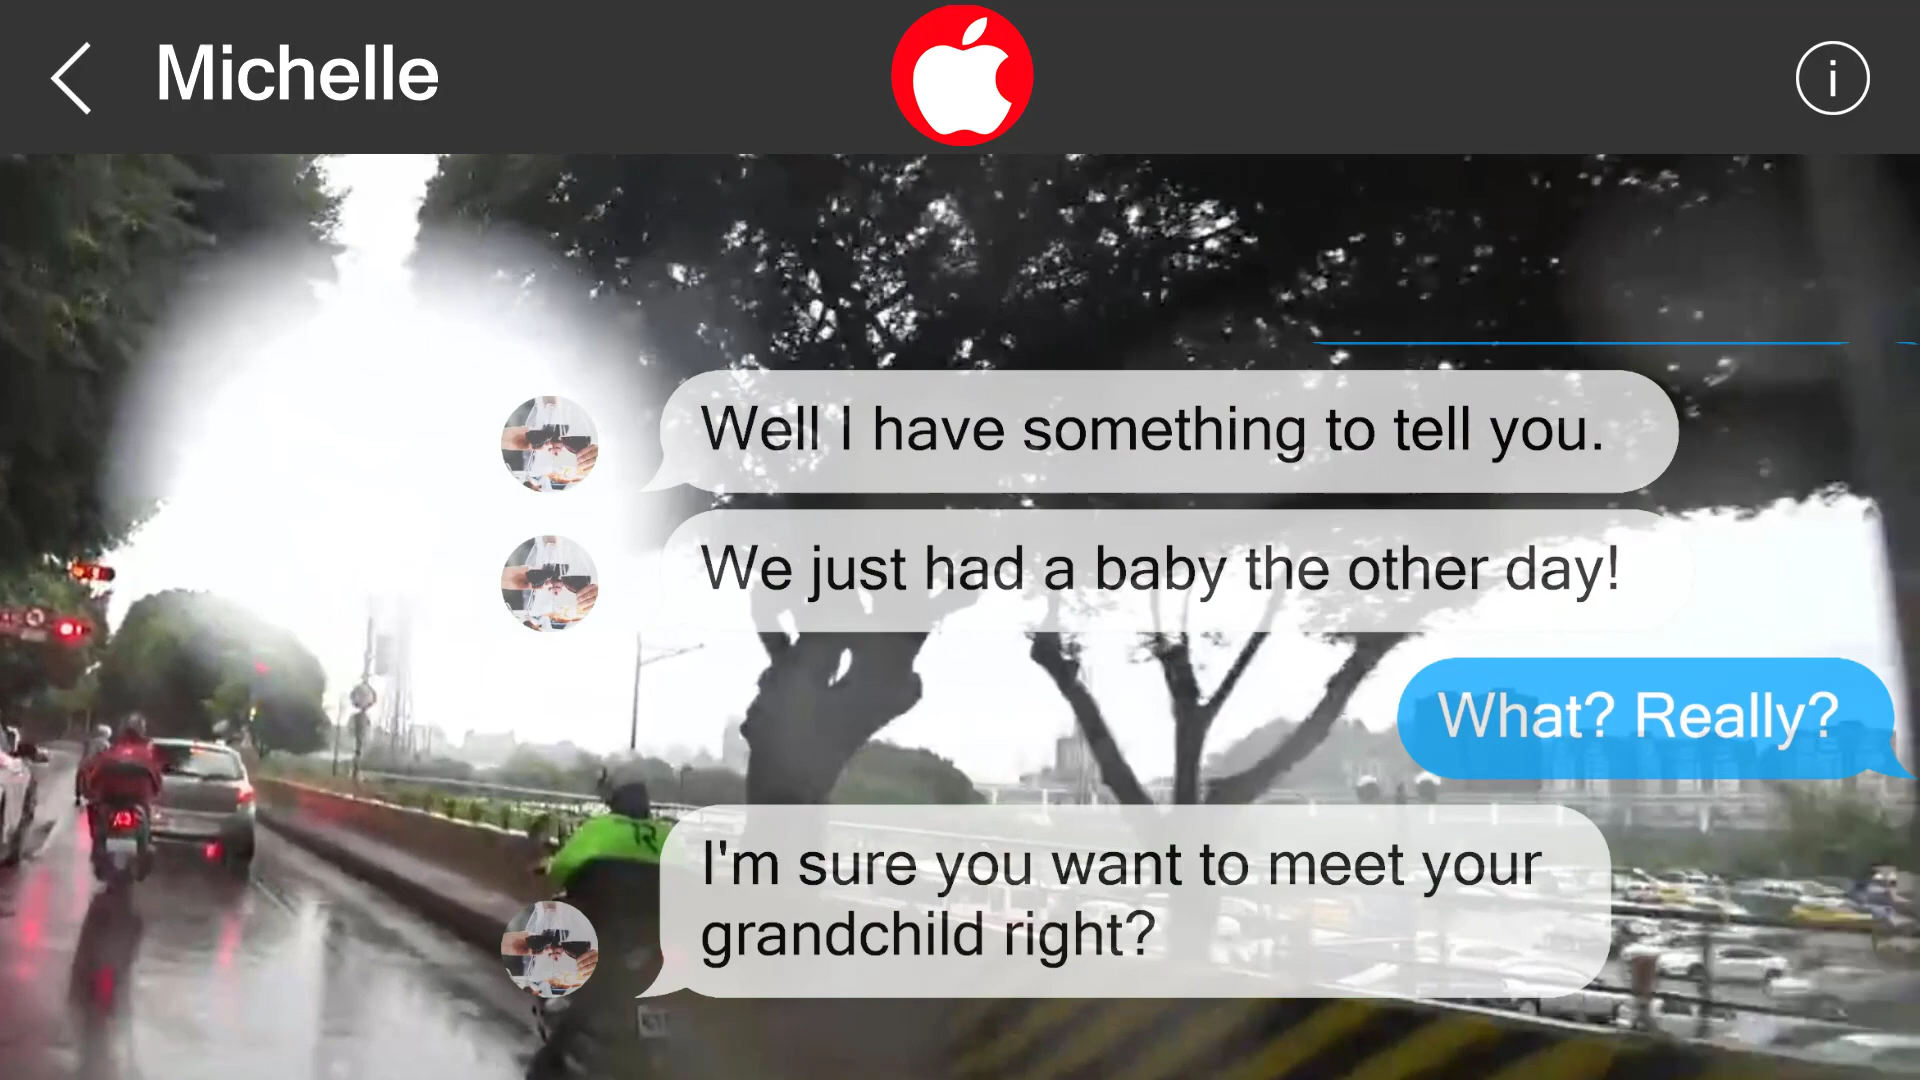 Michelle
Well I have something to tell you.
We just had a baby the other day!
What? Really?
I'm sure you want to meet your
grandchild right?